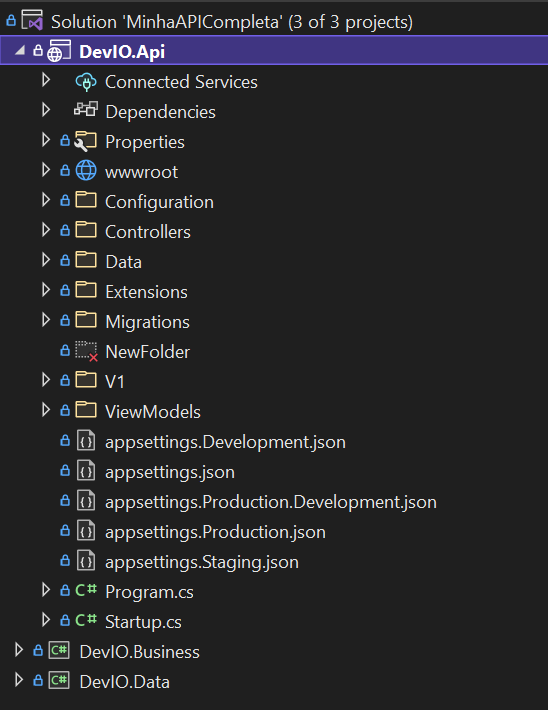 Solution 'MinhaAPICompleta' (3 of 3 projects)
DevIO.Api
Connected Services
Dependencies
Properties
wwwroot
Configuration
Controllers
Data
Extensions
Migrations
NewFolder
V1
ViewModels
appsettings.Development.json
appsettings.json
appsettings.Production.Development.json
appsettings.Production.json
appsettings.Staging.json
C# Program.cs
C# Startup.cs
C# DevIO.Business
C# DevIO.Data